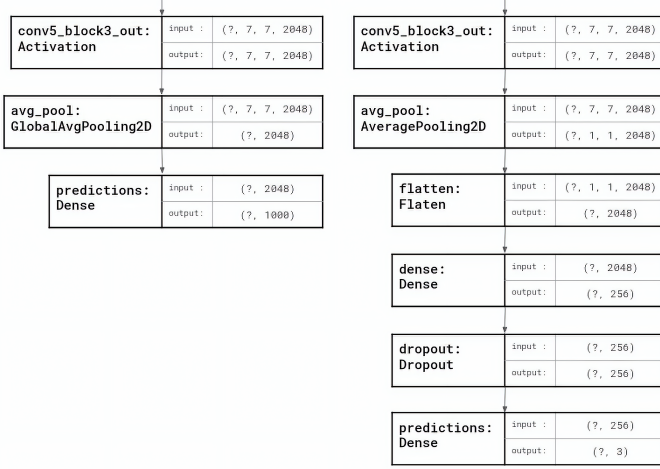 conv5_block3_out:
Activation
input : (?, 7, 7, 2048)
output: (?, 7, 7, 2048)
avg_pool:
GlobalAvgPooling2D
input : (?, 7, 7, 2048)
output: (?, 2048)
predictions:
Dense
input : (?, 2048)
output: (?, 1000)
conv5_block3_out:
Activation
input : (?, 7, 7, 2048)
output: (?, 7, 7, 2048)
avg_pool:
AveragePooling2D
input : (?, 7, 7, 2048)
output: (?, 1, 1, 2048)
flatten:
Flaten
input : (?, 1, 1, 2048)
output: (?, 2048)
dense:
Dense
input : (?, 2048)
output: (?, 256)
dropout:
Dropout
input : (?, 256)
output: (?, 256)
predictions:
Dense
input : (?, 256)
output: (?, 3)